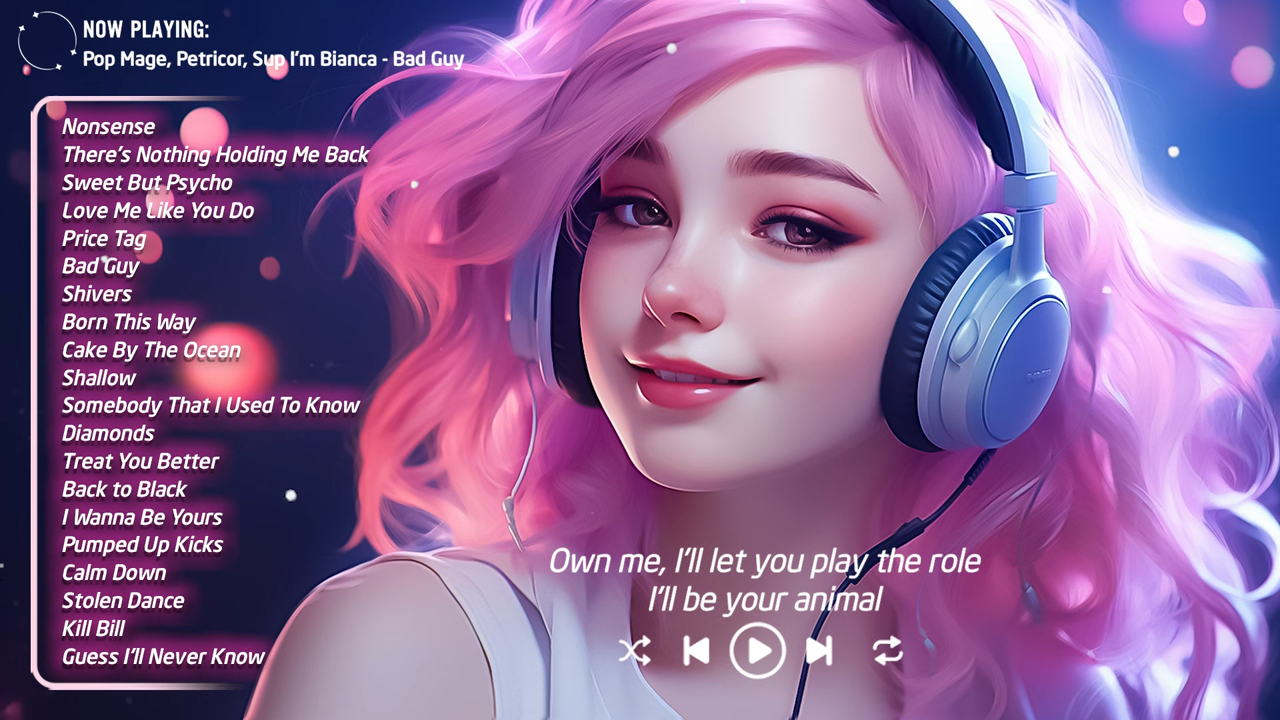 NOW PLAYING:
Pop Mage, Petricor, Sup I'm Bianca - Bad Guy
Nonsense
There's Nothing Holding Me Back
Sweet But Psycho
Love Me Like You Do
Price Tag
Bad Guy
Shivers
Born This Way
Cake By The Ocean
Shallow
Somebody That I Used To Know
Diamonds
Treat You Better
Back to Black
I Wanna Be Yours
Pumped Up Kicks
Calm Down
Stolen Dance
Kill Bill
Guess I'll Never Know
Own me, I'll let you play the role
I'll be your animal